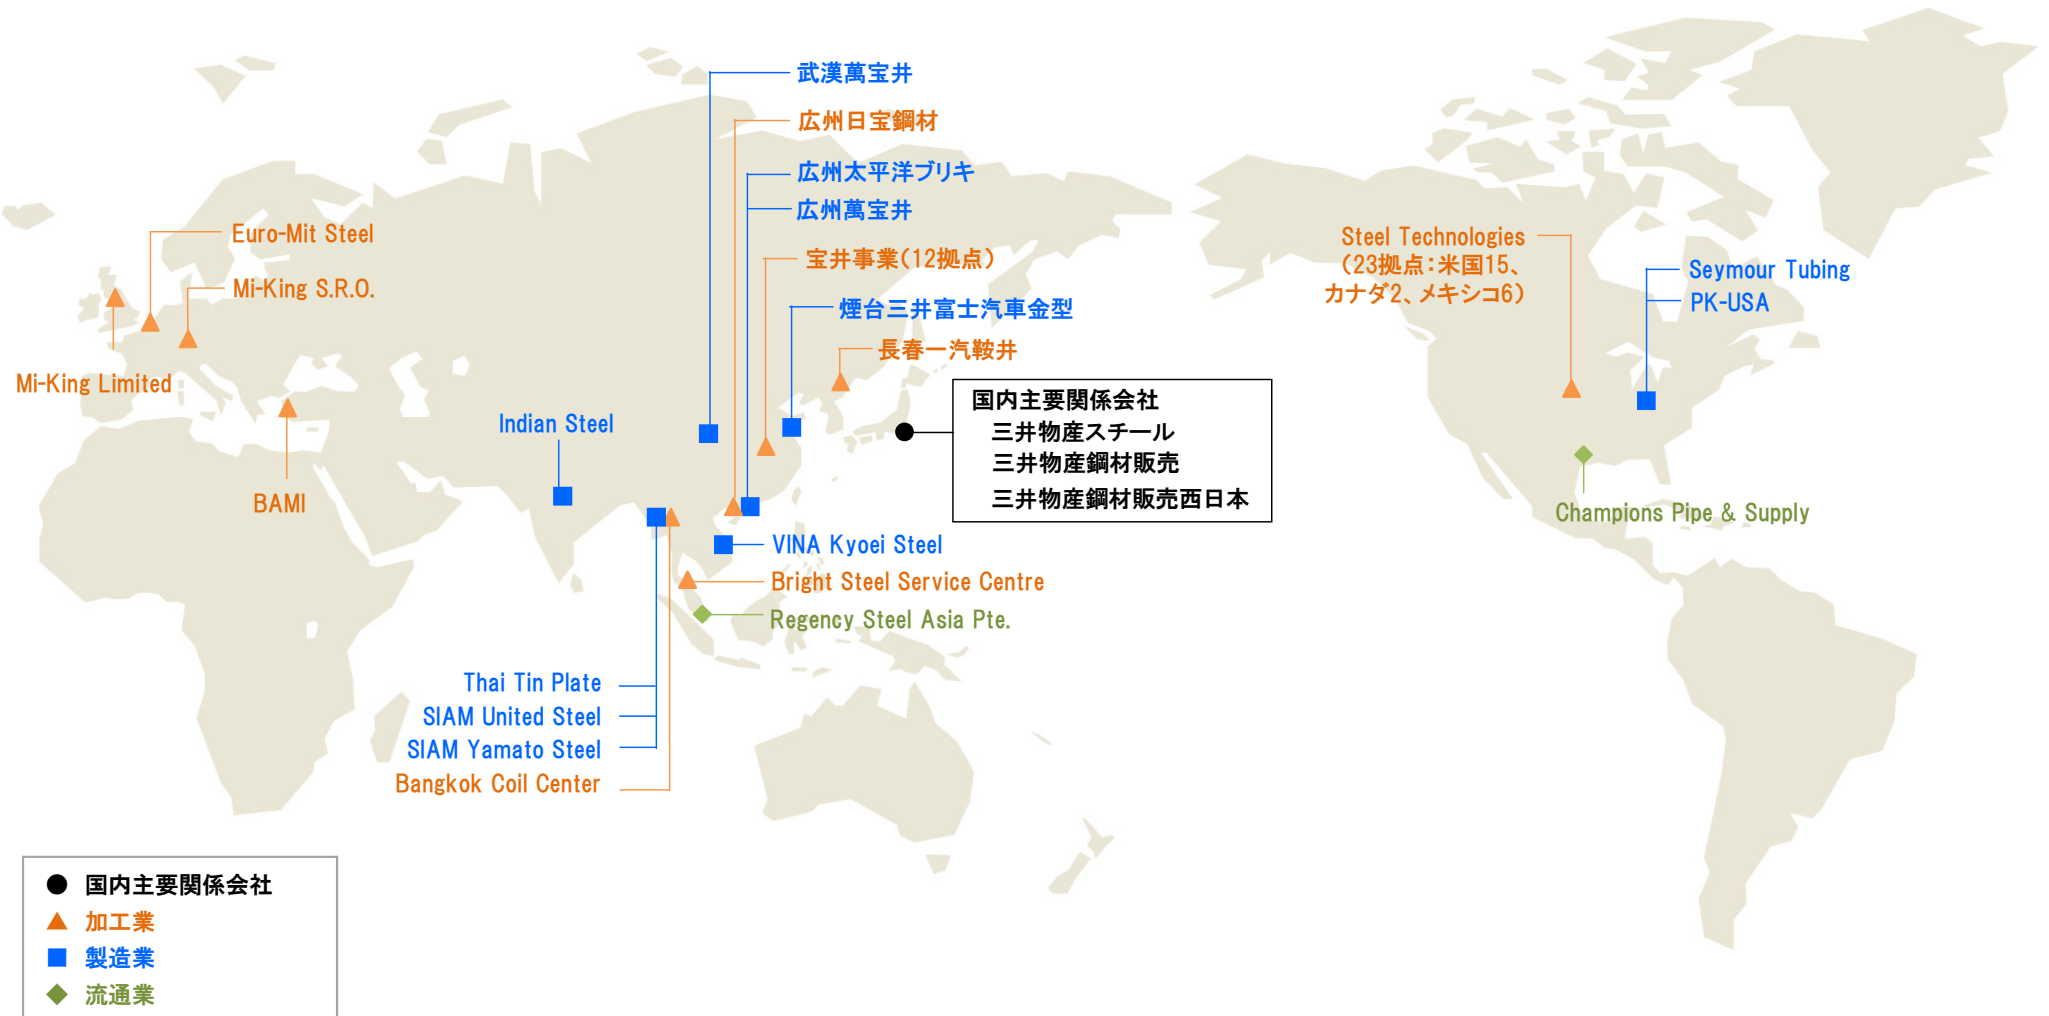 武漢萬宝井
広州日宝鋼材
広州太平洋ブリキ
広州萬宝井
宝井事業(12拠点)
煙台三井富士汽車金型
長春一汽鞍井
Euro-Mit Steel
Mi-King S.R.O.
Mi-King Limited
BAMI
Indian Steel
国内主要関係会社
三井物産スチール
三井物産鋼材販売
三井物産鋼材販売西日本
VINA Kyoei Steel
Bright Steel Service Centre
Regency Steel Asia Pte.
Thai Tin Plate
SIAM United Steel
SIAM Yamato Steel
Bangkok Coil Center
Steel Technologies
(23拠点:米国15、
カナダ2、メキシコ6)
Seymour Tubing
PK-USA
Champions Pipe & Supply
国内主要関係会社
加工業
製造業
流通業